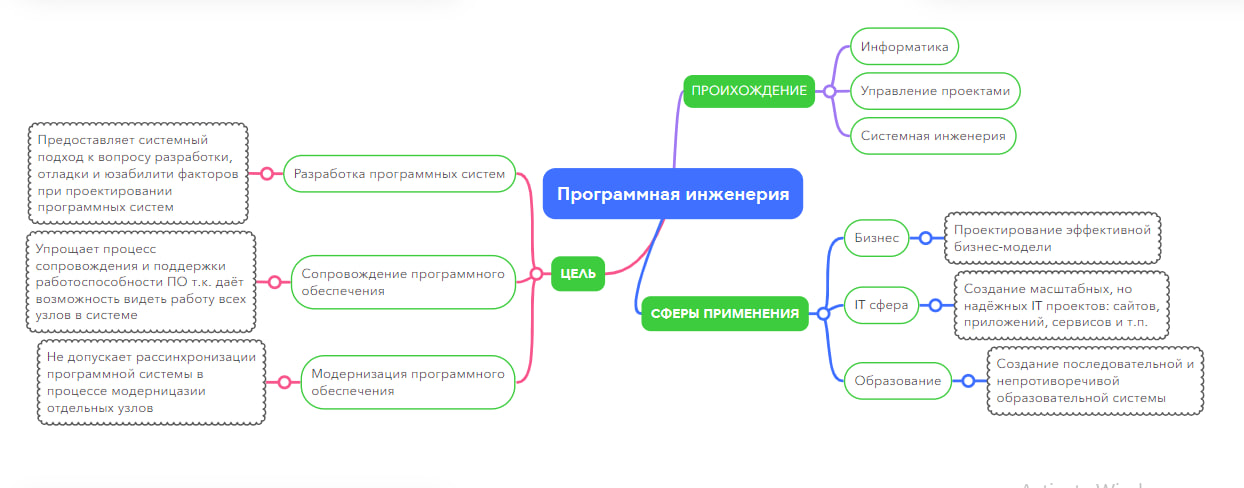 Программная инженерия
ПРОИХОЖДЕНИЕ
Информатика
Управление проектами
Системная инженерия
ЦЕЛЬ
Разработка программных систем
Предоставляет системный
подход к вопросу разработки,
отладки и юзабилити факторов
при проектировании
программных систем
Сопровождение программного
обеспечения
Упрощает процесс
сопровождения и поддержки
работоспособности ПО т.к. даёт
возможность видеть работу всех
узлов в системе
Модернизация программного
обеспечения
Не допускает рассинхронизации
программной системы в
процессе модерницазии
отдельных узлов
СФЕРЫ ПРИМЕНЕНИЯ
Бизнес
Проектирование эффективной
бизнес-модели
IT сфера
Создание масштабных, но
надёжных IT проектов: сайтов,
приложений, сервисов и т.п.
Образование
Создание последовательной и
непротиворечивой
образовательной системы